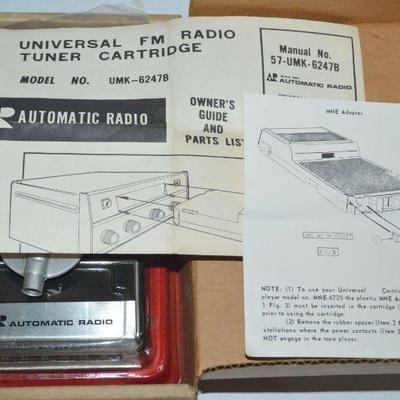 UNIVERSAL FM RADIO
TUNER CARTRIDGE
MODEL NO. UMK-6247B
AUTOMATIC RADIO
OWNER'S
GUIDE
AND
PARTS LIST
Manual No.
57-UMK-6247B
AUTOMATIC RADIO
MNE Adapter
FIG 3
NOTE: (1) To use your Universal
player model no. MNE-6725 the plastic MNE
1 Fig. 3) must be inserted in the cartridge
prior to using the cartridge.
(2) Remove the rubber spacer (Item 2
stallations where the power contacts
NOT engage in the tape player.
AUTOMATIC RADIO